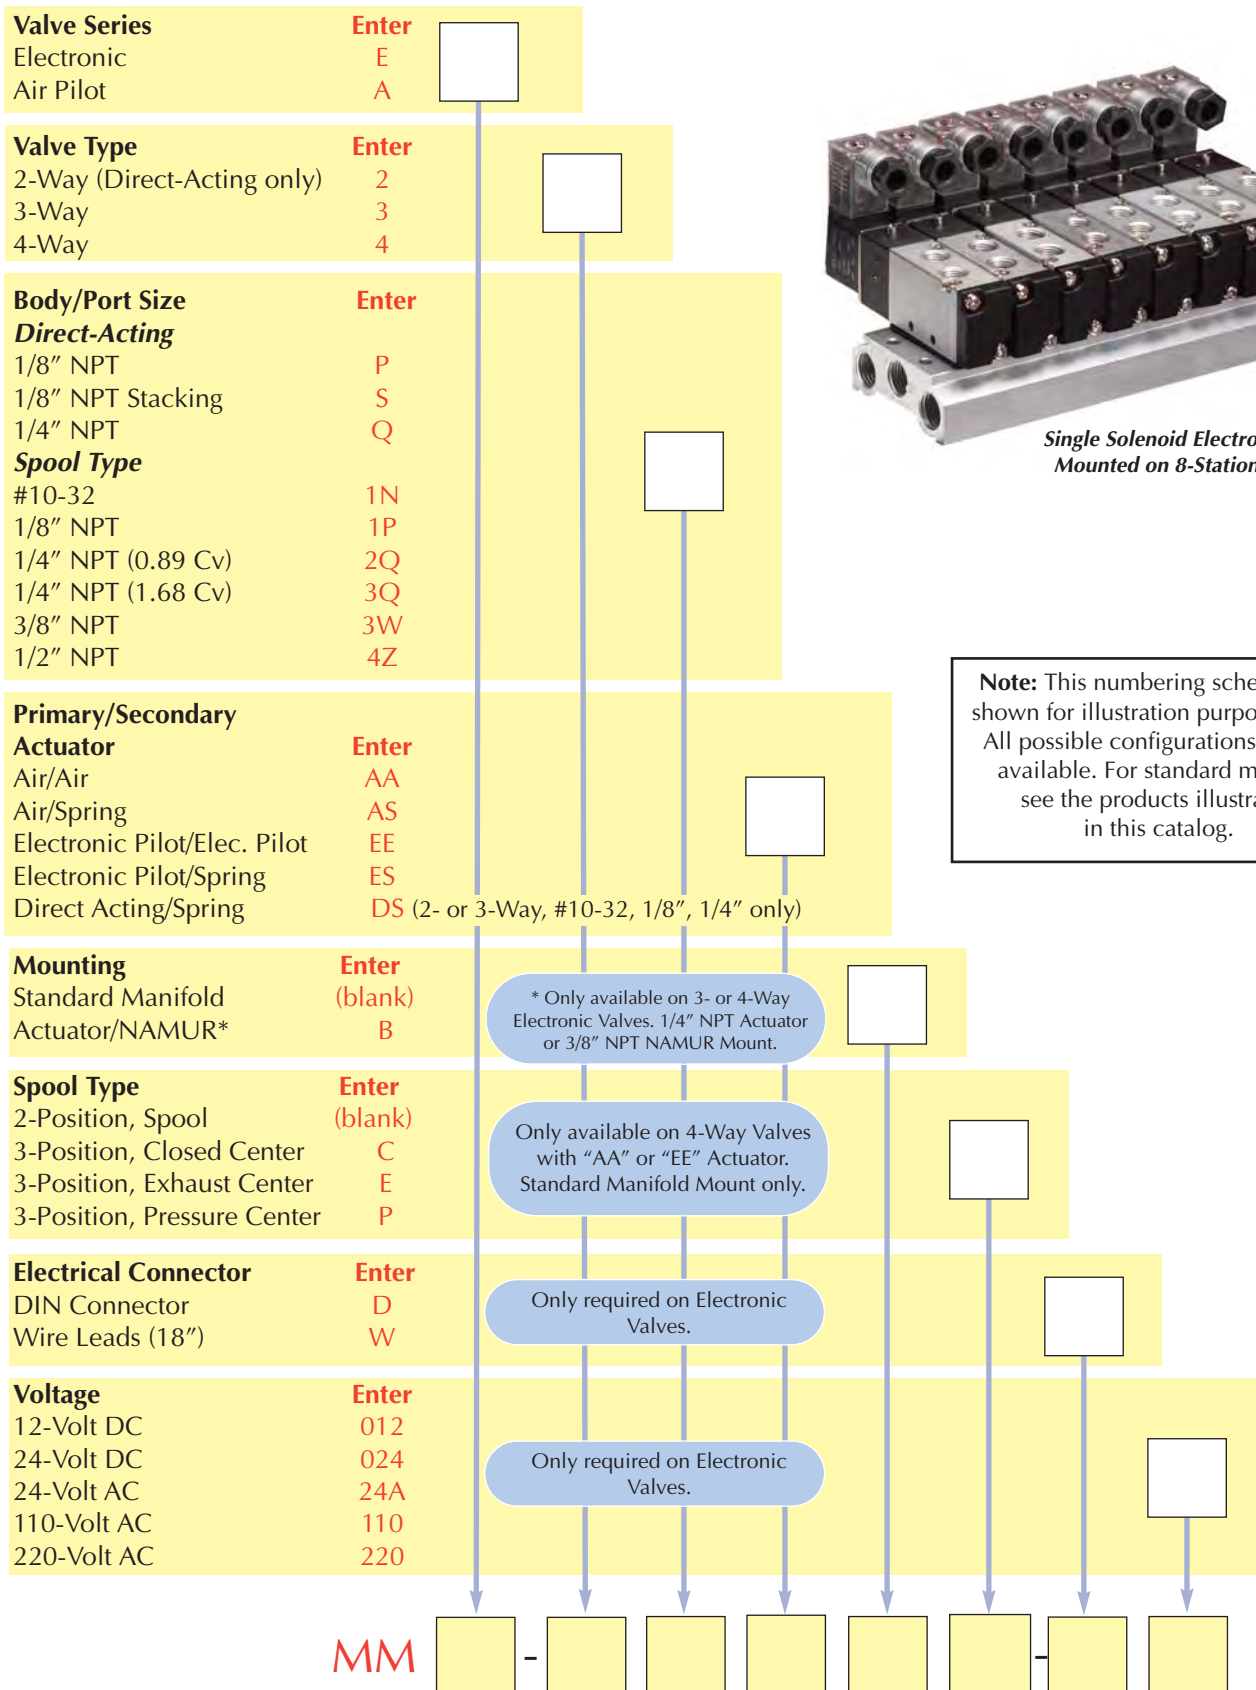 Valve Series Enter
Electronic E
Air Pilot A
Valve Type Enter
2-Way (Direct-Acting only) 2
3-Way 3
4-Way 4
Body/Port Size Enter
Direct-Acting
1/8” NPT P
1/8” NPT Stacking S
1/4” NPT Q
Spool Type
#10-32 1N
1/8” NPT 1P
1/4” NPT (0.89 Cv) 2Q
1/4” NPT (1.68 Cv) 3Q
3/8” NPT 3W
1/2” NPT 4Z
Single Solenoid Electro
Mounted on 8-Station
Note: This numbering sche
shown for illustration purpo
All possible configurations
available. For standard m
see the products illustra
in this catalog.
Primary/Secondary
Actuator Enter
Air/Air AA
Air/Spring AS
Electronic Pilot/Elec. Pilot EE
Electronic Pilot/Spring ES
Direct Acting/Spring DS (2- or 3-Way, #10-32, 1/8”, 1/4” only)
Mounting Enter
Standard Manifold (blank)
Actuator/NAMUR* B
* Only available on 3- or 4-Way
Electronic Valves. 1/4” NPT Actuator
or 3/8” NPT NAMUR Mount.
Spool Type Enter
2-Position, Spool (blank)
3-Position, Closed Center C
3-Position, Exhaust Center E
3-Position, Pressure Center P
Only available on 4-Way Valves
with “AA” or “EE” Actuator.
Standard Manifold Mount only.
Electrical Connector Enter
DIN Connector D
Wire Leads (18”) W
Only required on Electronic
Valves.
Voltage Enter
12-Volt DC 012
24-Volt DC 024
24-Volt AC 24A
110-Volt AC 110
220-Volt AC 220
Only required on Electronic
Valves.
MM - -